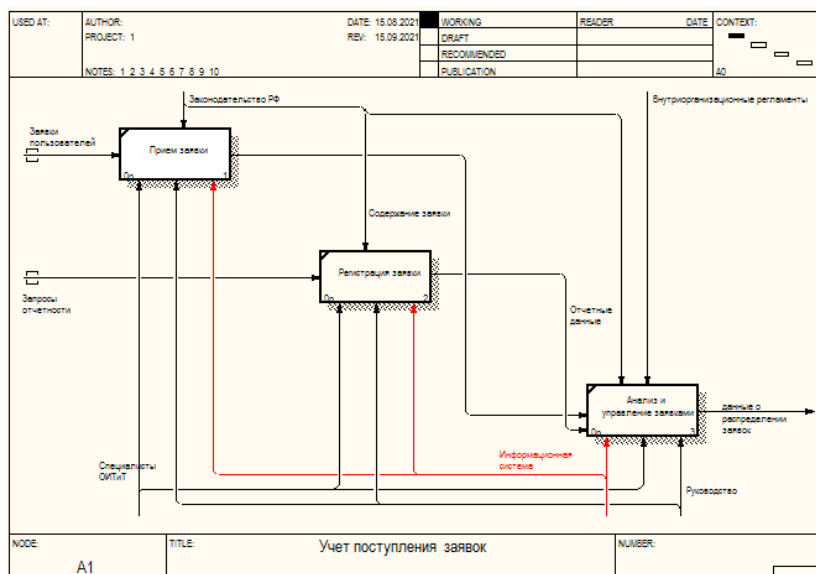 USED AT:
AUTHOR:
DATE: 15.08.2021
WORKING
READER
DATE
CONTEXT:
PROJECT: 1
REV: 15.09.2021
DRAFT
RECOMMENDED
NOTES: 1 2 3 4 5 6 7 8 9 10
PUBLICATION
A0
Законодательство РФ
Внутриорганизационные регламенты
Заявки
пользователей
Прием заявки
0р.
1
Содержание заявки
Регистрация заявки
0р.
2
Запросы
отчетности
Отчетные
данные
Анализ и
управление заявками
0р.
3
данные о
распределении
заявок
Специалисты
ОИТиТ
Информационная
система
Руководство
NODE:
TITLE:
Учет поступления заявок
NUMBER:
A1